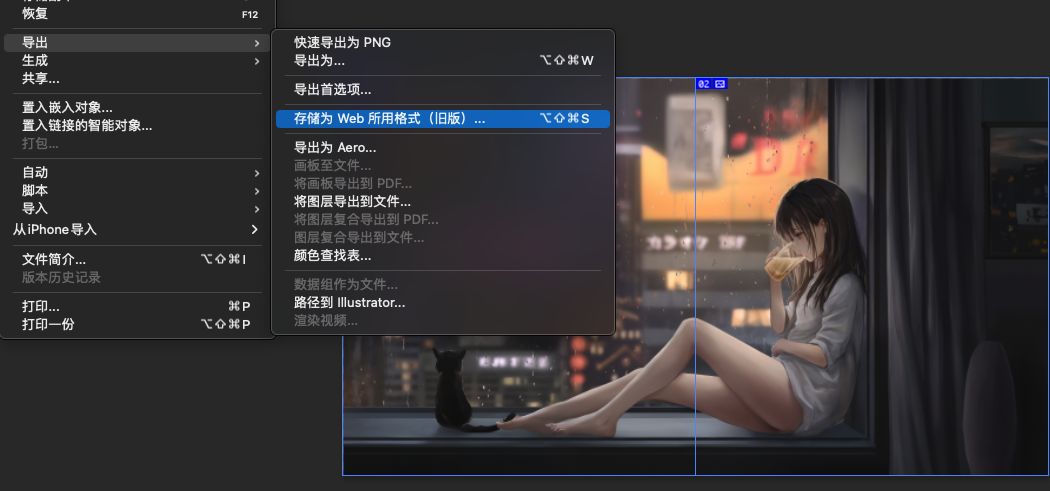 恢复 F12
导出
生成
共享...
置入嵌入对象...
置入链接的智能对象...
打包...
自动
脚本
导入
从iPhone导入
文件简介... ⌥⇧⌘I
版本历史记录
打印... ⌘P
打印一份 ⌥⇧⌘P
快速导出为 PNG
导出为... ⌥⇧⌘W
导出首选项...
存储为 Web 所用格式（旧版）... ⌥⇧⌘S
导出为 Aero...
画板至文件...
将画板导出到 PDF...
将图层导出到文件...
将图层复合导出到 PDF...
图层复合导出到文件...
颜色查找表...
数据组作为文件...
路径到 Illustrator...
渲染视频...
02
カラオケ